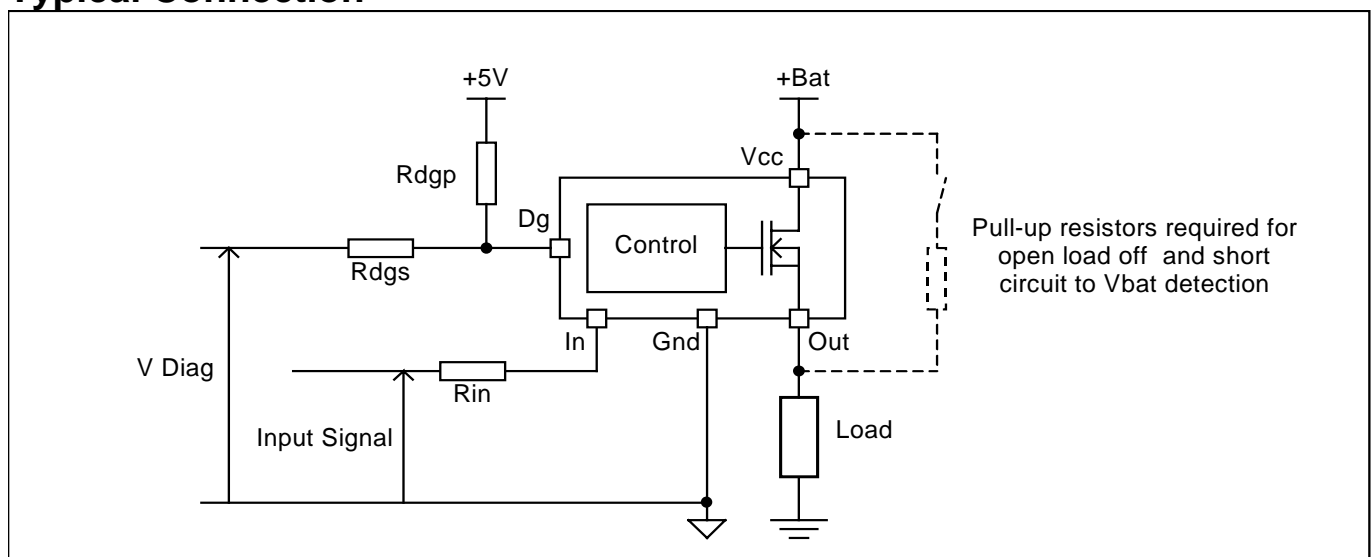 Typical Connection
+5V
+Bat
Rdgp
Vcc
Dg
Control
Rdgs
Pull-up resistors required for
open load off and short
circuit to Vbat detection
In
Gnd
Out
V Diag
Rin
Input Signal
Load